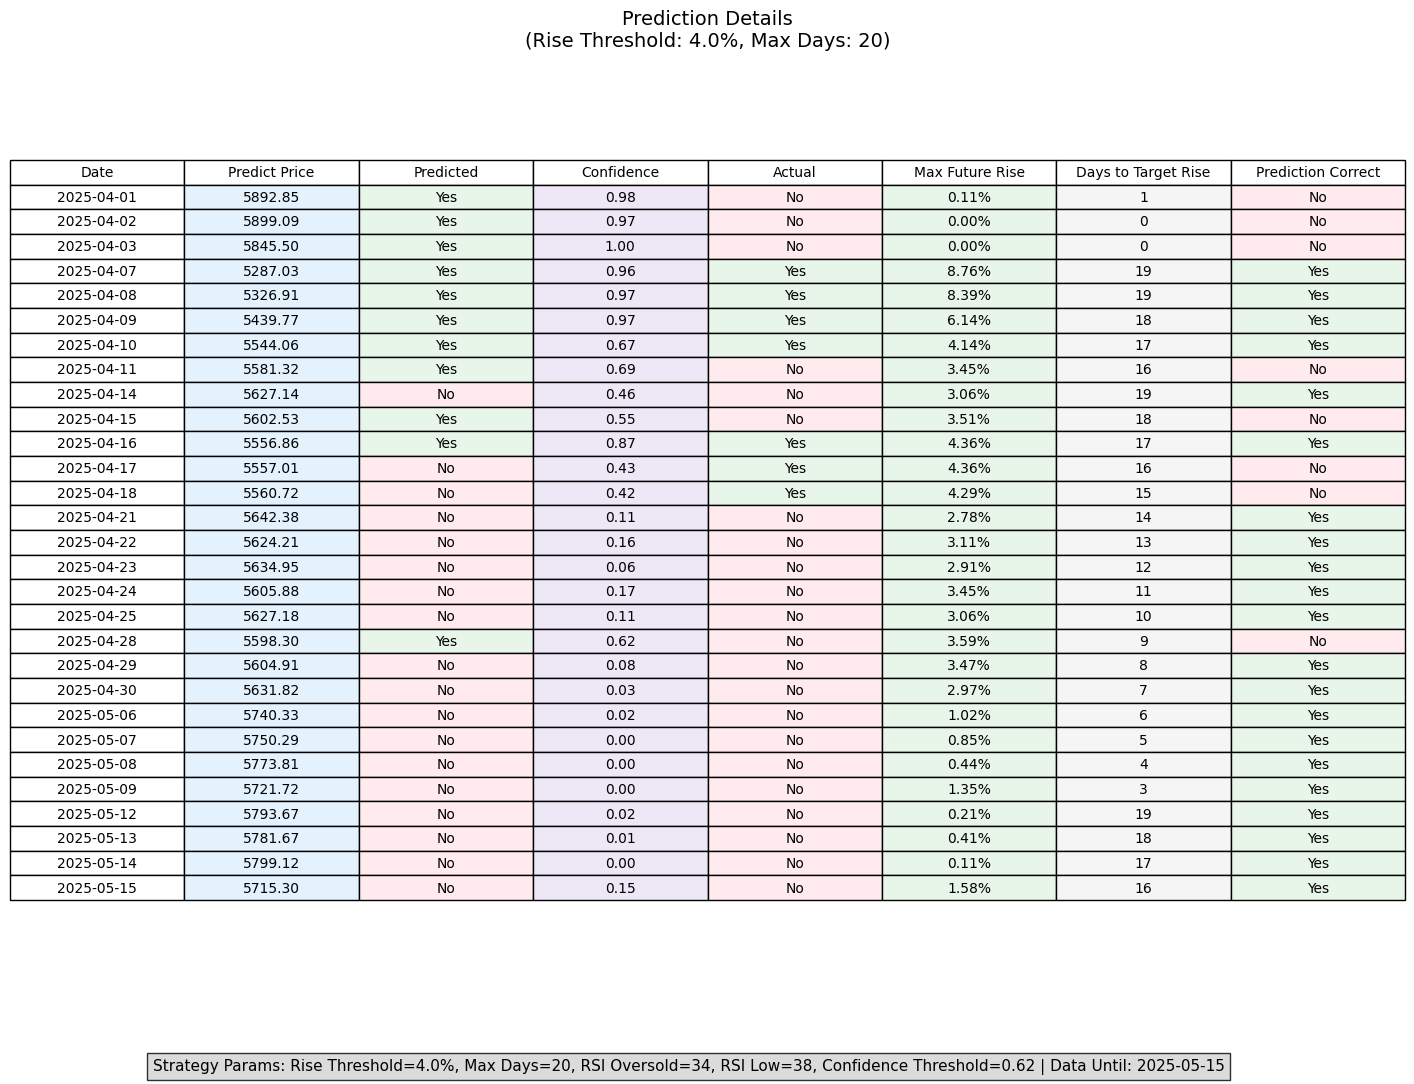 Prediction Details
(Rise Threshold: 4.0%, Max Days: 20)
Date Predict Price Predicted Confidence Actual Max Future Rise Days to Target Rise Prediction Correct
2025-04-01 5892.85 Yes 0.98 No 0.11% 1 No
2025-04-02 5899.09 Yes 0.97 No 0.00% 0 No
2025-04-03 5845.50 Yes 1.00 No 0.00% 0 No
2025-04-07 5287.03 Yes 0.96 Yes 8.76% 19 Yes
2025-04-08 5326.91 Yes 0.97 Yes 8.39% 19 Yes
2025-04-09 5439.77 Yes 0.97 Yes 6.14% 18 Yes
2025-04-10 5544.06 Yes 0.67 Yes 4.14% 17 Yes
2025-04-11 5581.32 Yes 0.69 No 3.45% 16 No
2025-04-14 5627.14 No 0.46 No 3.06% 19 Yes
2025-04-15 5602.53 Yes 0.55 No 3.51% 18 No
2025-04-16 5556.86 Yes 0.87 Yes 4.36% 17 Yes
2025-04-17 5557.01 No 0.43 Yes 4.36% 16 No
2025-04-18 5560.72 No 0.42 Yes 4.29% 15 No
2025-04-21 5642.38 No 0.11 No 2.78% 14 Yes
2025-04-22 5624.21 No 0.16 No 3.11% 13 Yes
2025-04-23 5634.95 No 0.06 No 2.91% 12 Yes
2025-04-24 5605.88 No 0.17 No 3.45% 11 Yes
2025-04-25 5627.18 No 0.11 No 3.06% 10 Yes
2025-04-28 5598.30 Yes 0.62 No 3.59% 9 No
2025-04-29 5604.91 No 0.08 No 3.47% 8 Yes
2025-04-30 5631.82 No 0.03 No 2.97% 7 Yes
2025-05-06 5740.33 No 0.02 No 1.02% 6 Yes
2025-05-07 5750.29 No 0.00 No 0.85% 5 Yes
2025-05-08 5773.81 No 0.00 No 0.44% 4 Yes
2025-05-09 5721.72 No 0.00 No 1.35% 3 Yes
2025-05-12 5793.67 No 0.02 No 0.21% 19 Yes
2025-05-13 5781.67 No 0.01 No 0.41% 18 Yes
2025-05-14 5799.12 No 0.00 No 0.11% 17 Yes
2025-05-15 5715.30 No 0.15 No 1.58% 16 Yes
Strategy Params: Rise Threshold=4.0%, Max Days=20, RSI Oversold=34, RSI Low=38, Confidence Threshold=0.62 | Data Until: 2025-05-15